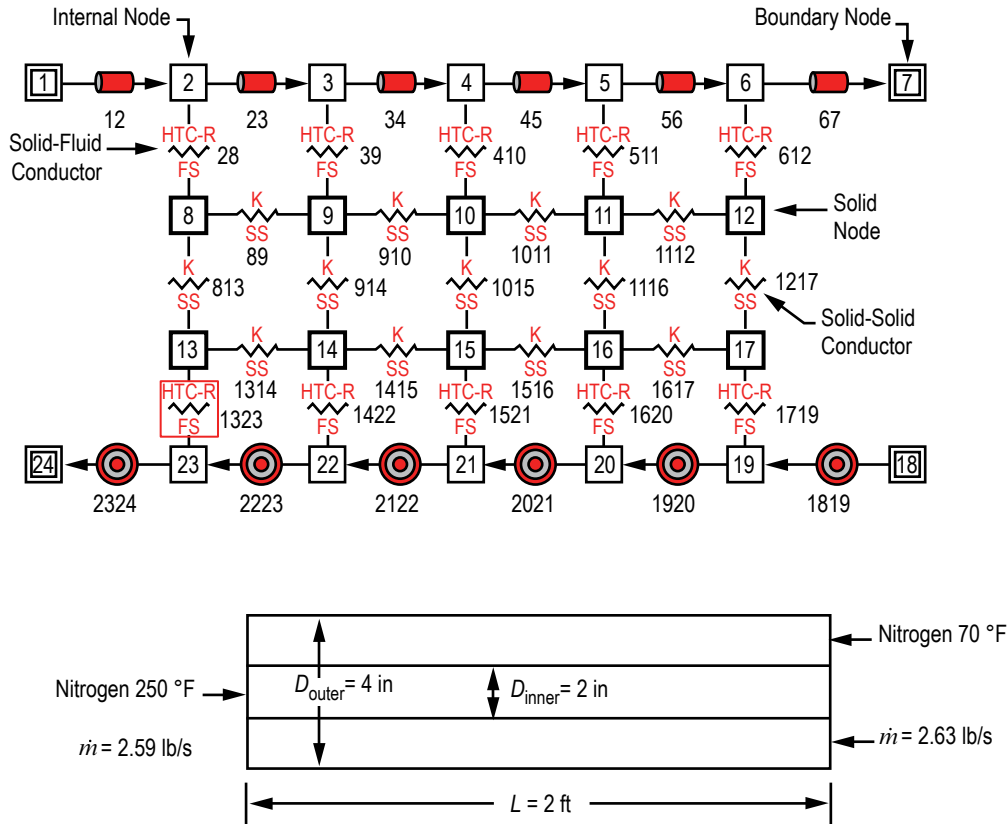 Internal Node
Boundary Node
1 2 3 4 5 6 7
12 23 34 45 56 67
Solid-Fluid
Conductor
HTC-R HTC-R HTC-R HTC-R HTC-R
28 39 410 511 612
FS FS FS FS FS
K K K K
8 9 10 11 12
SS SS SS SS
89 910 1011 1112
Solid
Node
K K K K K
813 914 1015 1116 1217
SS SS SS SS SS
Solid-Solid
Conductor
K K K K
13 14 15 16 17
SS SS SS SS
1314 1415 1516 1617
HTC-R HTC-R HTC-R HTC-R HTC-R
1323 1422 1521 1620 1719
FS FS FS FS FS
24 23 22 21 20 19 18
2324 2223 2122 2021 1920 1819
Nitrogen 70 °F
Nitrogen 250 °F
D_outer = 4 in
D_inner = 2 in
ṁ = 2.59 lb/s
ṁ = 2.63 lb/s
L = 2 ft